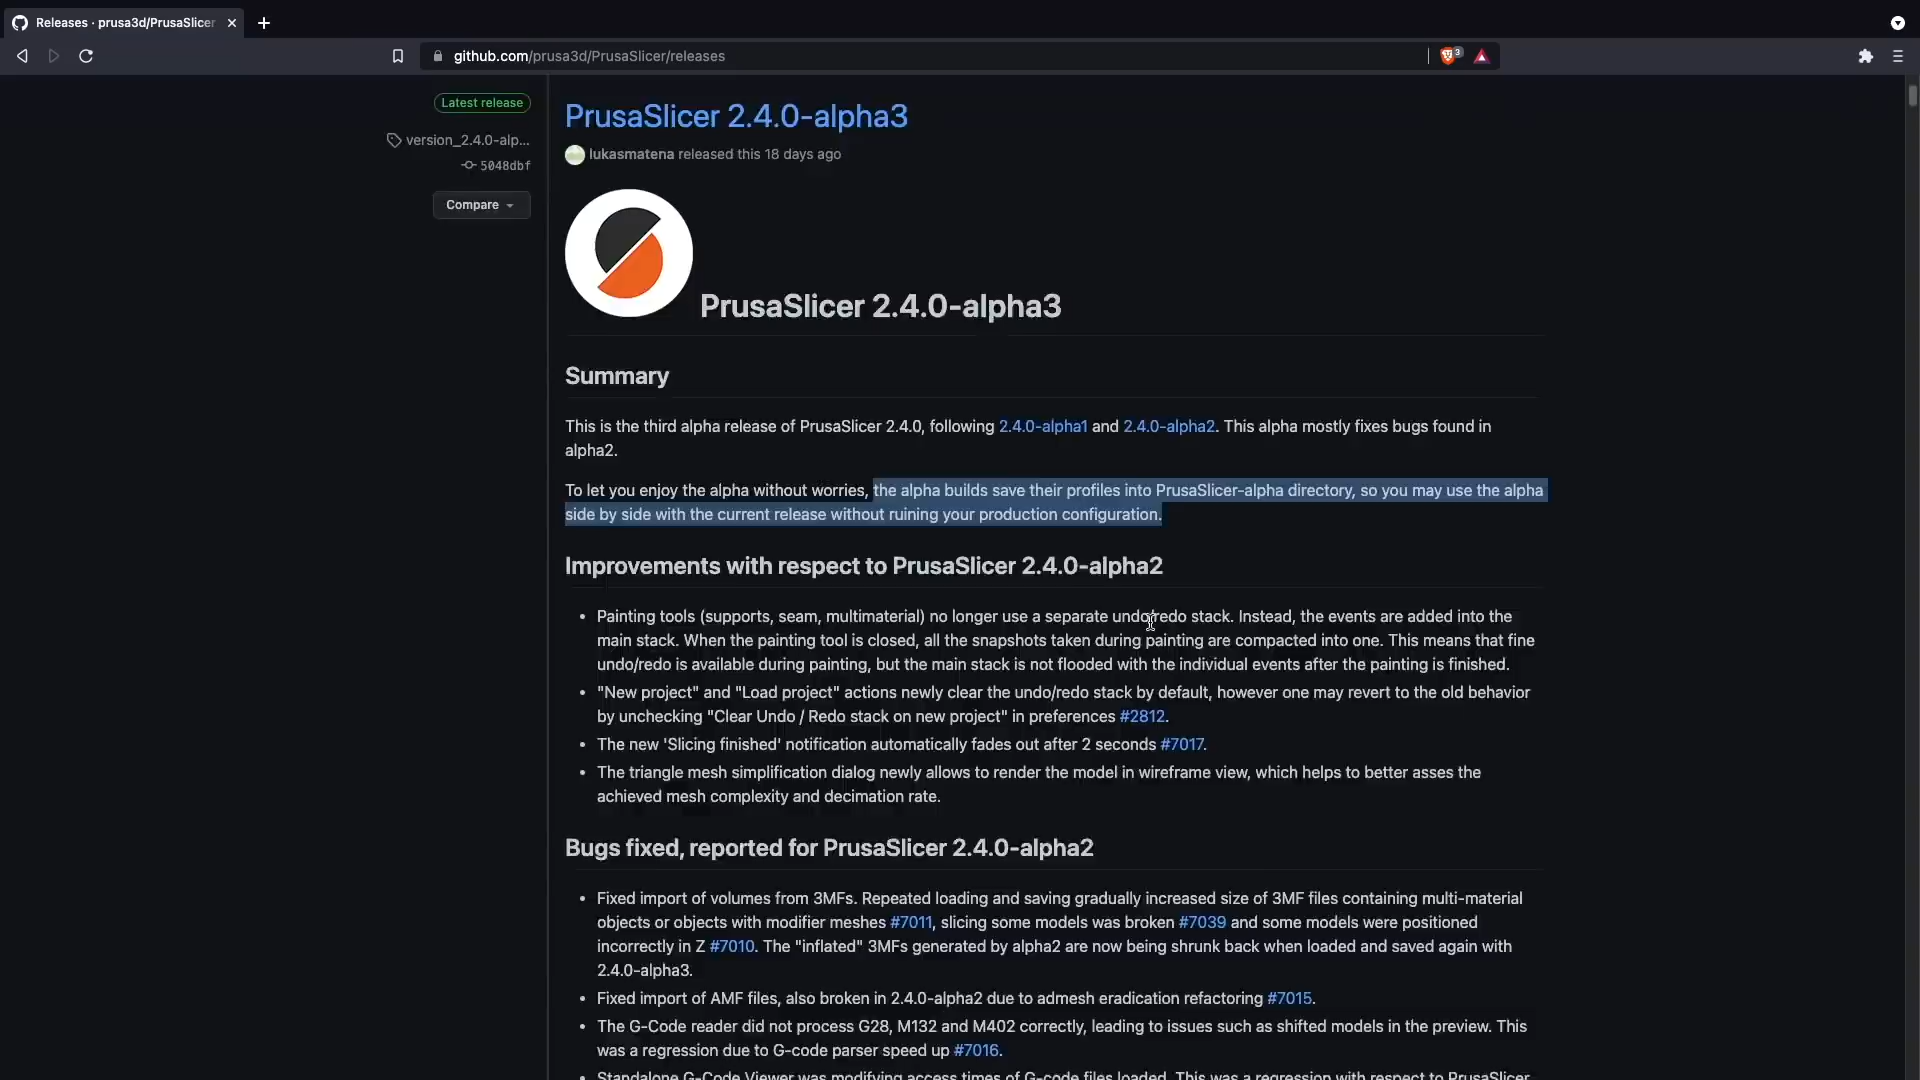 Releases · prusa3d/PrusaSlicer
github.com/prusa3d/PrusaSlicer/releases
3
Latest release
version_2.4.0-alp...
5048dbf
Compare
PrusaSlicer 2.4.0-alpha3
lukasmatena released this 18 days ago
PrusaSlicer 2.4.0-alpha3
Summary
This is the third alpha release of PrusaSlicer 2.4.0, following 2.4.0-alpha1 and 2.4.0-alpha2. This alpha mostly fixes bugs found in
alpha2.
To let you enjoy the alpha without worries, the alpha builds save their profiles into PrusaSlicer-alpha directory, so you may use the alpha
side by side with the current release without ruining your production configuration.
Improvements with respect to PrusaSlicer 2.4.0-alpha2
• Painting tools (supports, seam, multimaterial) no longer use a separate undo/redo stack. Instead, the events are added into the
main stack. When the painting tool is closed, all the snapshots taken during painting are compacted into one. This means that fine
undo/redo is available during painting, but the main stack is not flooded with the individual events after the painting is finished.
• "New project" and "Load project" actions newly clear the undo/redo stack by default, however one may revert to the old behavior
by unchecking "Clear Undo / Redo stack on new project" in preferences #2812.
• The new 'Slicing finished' notification automatically fades out after 2 seconds #7017.
• The triangle mesh simplification dialog newly allows to render the model in wireframe view, which helps to better asses the
achieved mesh complexity and decimation rate.
Bugs fixed, reported for PrusaSlicer 2.4.0-alpha2
• Fixed import of volumes from 3MFs. Repeated loading and saving gradually increased size of 3MF files containing multi-material
objects or objects with modifier meshes #7011, slicing some models was broken #7039 and some models were positioned
incorrectly in Z #7010. The "inflated" 3MFs generated by alpha2 are now being shrunk back when loaded and saved again with
2.4.0-alpha3.
• Fixed import of AMF files, also broken in 2.4.0-alpha2 due to admesh eradication refactoring #7015.
• The G-Code reader did not process G28, M132 and M402 correctly, leading to issues such as shifted models in the preview. This
was a regression due to G-code parser speed up #7016.
• Standalone G-Code Viewer was modifying access times of G-code files loaded. This was a regression with respect to PrusaSlicer